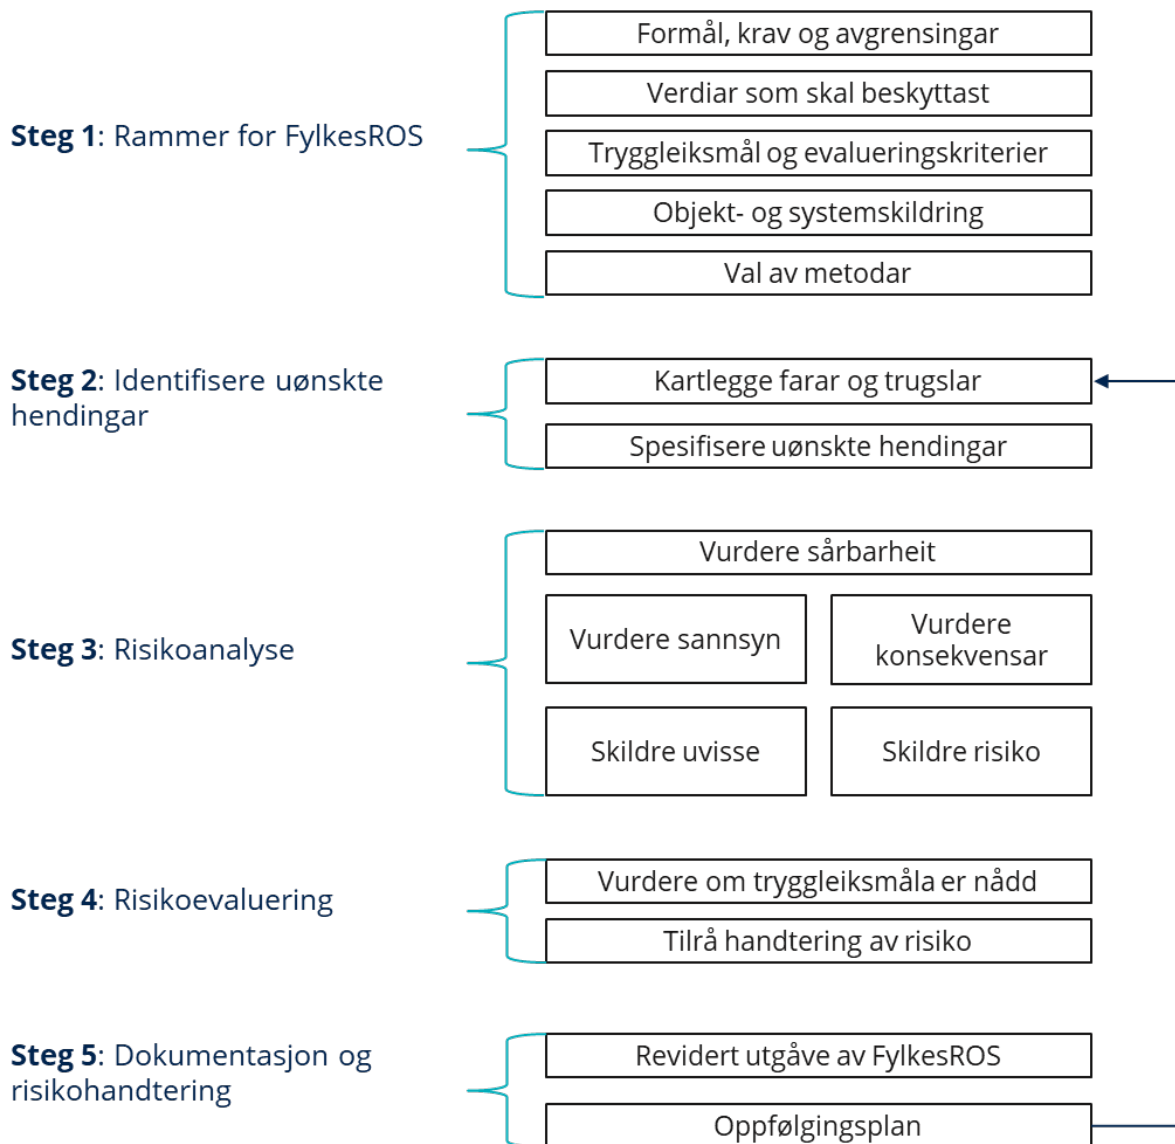 Steg 1: Rammer for FylkesROS
Formål, krav og avgrensingar
Verdiar som skal beskyttast
Tryggleiksmål og evalueringskriterier
Objekt- og systemskildring
Val av metodar
Steg 2: Identifisere uønskte
hendingar
Kartlegge farar og trugslar
Spesifisere uønskte hendingar
Steg 3: Risikoanalyse
Vurdere sårbarheit
Vurdere sannsyn
Vurdere
konsekvensar
Skildre uvisse
Skildre risiko
Steg 4: Risikoevaluering
Vurdere om tryggleiksmåla er nådd
Tilrå handtering av risiko
Steg 5: Dokumentasjon og
risikohandtering
Revidert utgåve av FylkesROS
Oppfølgingsplan